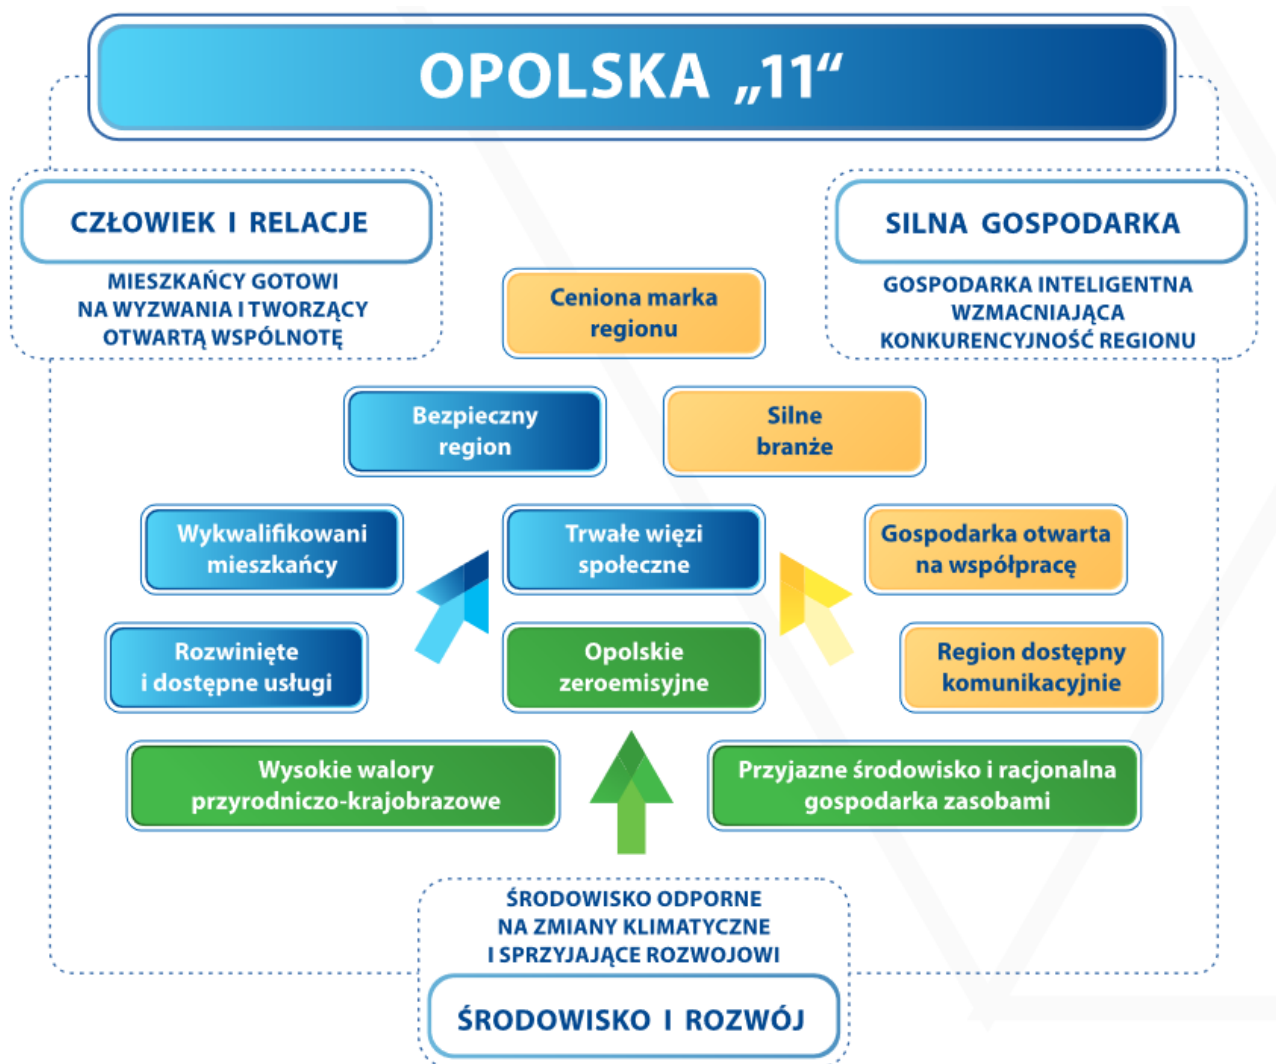 OPOLSKA „11“
CZŁOWIEK I RELACJE
MIESZKAŃCY GOTOWI
NA WYZWANIA I TWORZĄCY
OTWARTĄ WSPÓLNOTĘ
SILNA GOSPODARKA
GOSPODARKA INTELIGENTNA
WZMACNIAJĄCA
KONKURENCYJNOŚĆ REGIONU
Ceniona marka
regionu
Bezpieczny
region
Silne
branże
Wykwalifikowani
mieszkańcy
Trwałe więzi
społeczne
Gospodarka otwarta
na współpracę
Rozwinięte
i dostępne usługi
Opolskie
zeroemisyjne
Region dostępny
komunikacyjnie
Wysokie walory
przyrodniczo-krajobrazowe
Przyjazne środowisko i racjonalna
gospodarka zasobami
ŚRODOWISKO ODPORNE
NA ZMIANY KLIMATYCZNE
I SPRZYJAJĄCE ROZWOJOWI
ŚRODOWISKO I ROZWÓJ